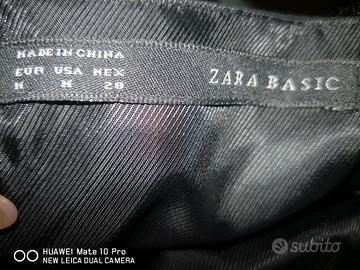 MADE IN CHINA
EUR USA MEX
M M 28
ZARA BASIC
HUAWEI Mate 10 Pro
NEW LEICA DUAL CAMERA
subito